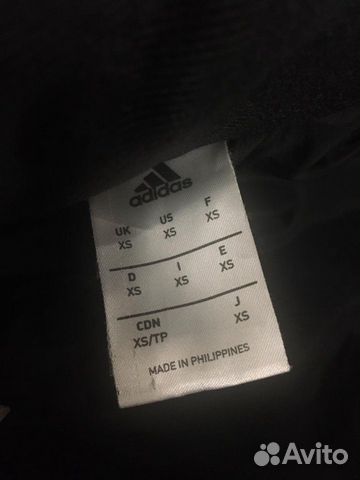 adidas
UK US F
XS XS XS
D I E
XS XS XS
CDN J
XS/TP XS
MADE IN PHILIPPINES
Avito